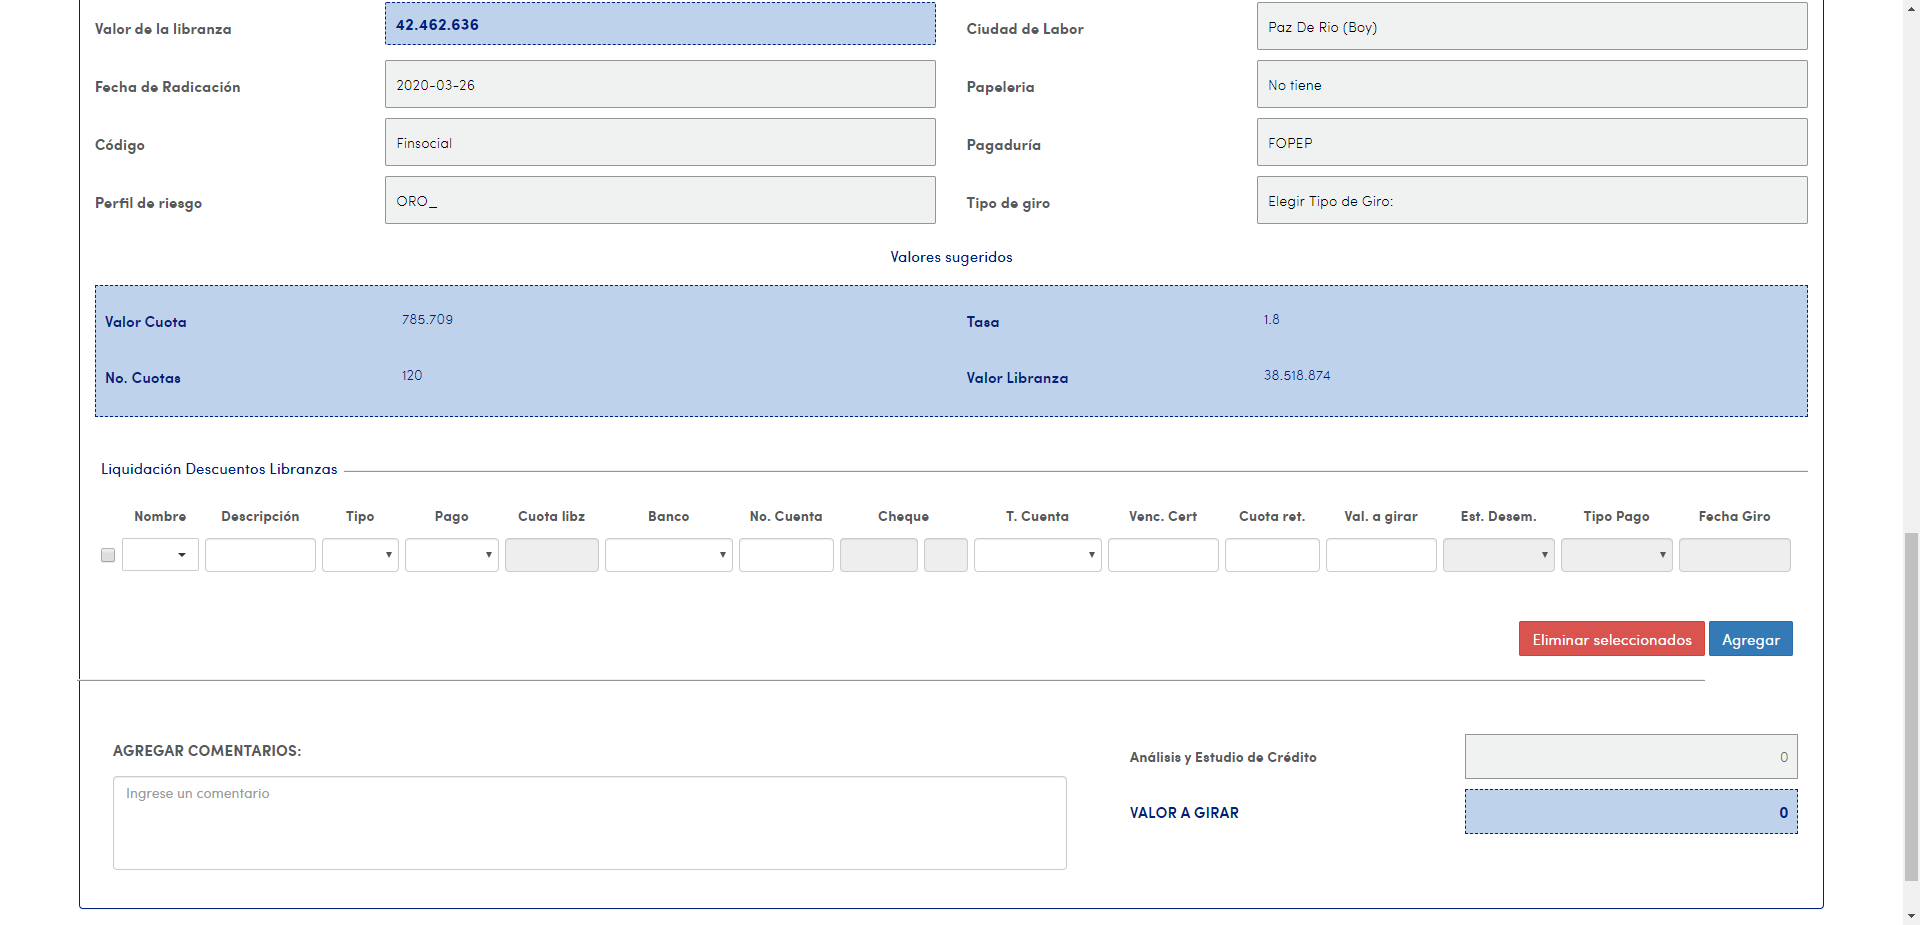 Valor de la libranza 42.462.636 Ciudad de Labor Paz De Rio (Boy)
Fecha de Radicación 2020-03-26 Papeleria No tiene
Código Finsocial Pagaduría FOPEP
Perfil de riesgo ORO_ Tipo de giro Elegir Tipo de Giro:
Valores sugeridos
Valor Cuota 785.709 Tasa 1.8
No. Cuotas 120 Valor Libranza 38.518.874
Liquidación Descuentos Libranzas
Nombre Descripción Tipo Pago Cuota libz Banco No. Cuenta Cheque T. Cuenta Venc. Cert Cuota ret. Val. a girar Est. Desem. Tipo Pago Fecha Giro
Eliminar seleccionados Agregar
AGREGAR COMENTARIOS:
Ingrese un comentario
Análisis y Estudio de Crédito 0
VALOR A GIRAR 0